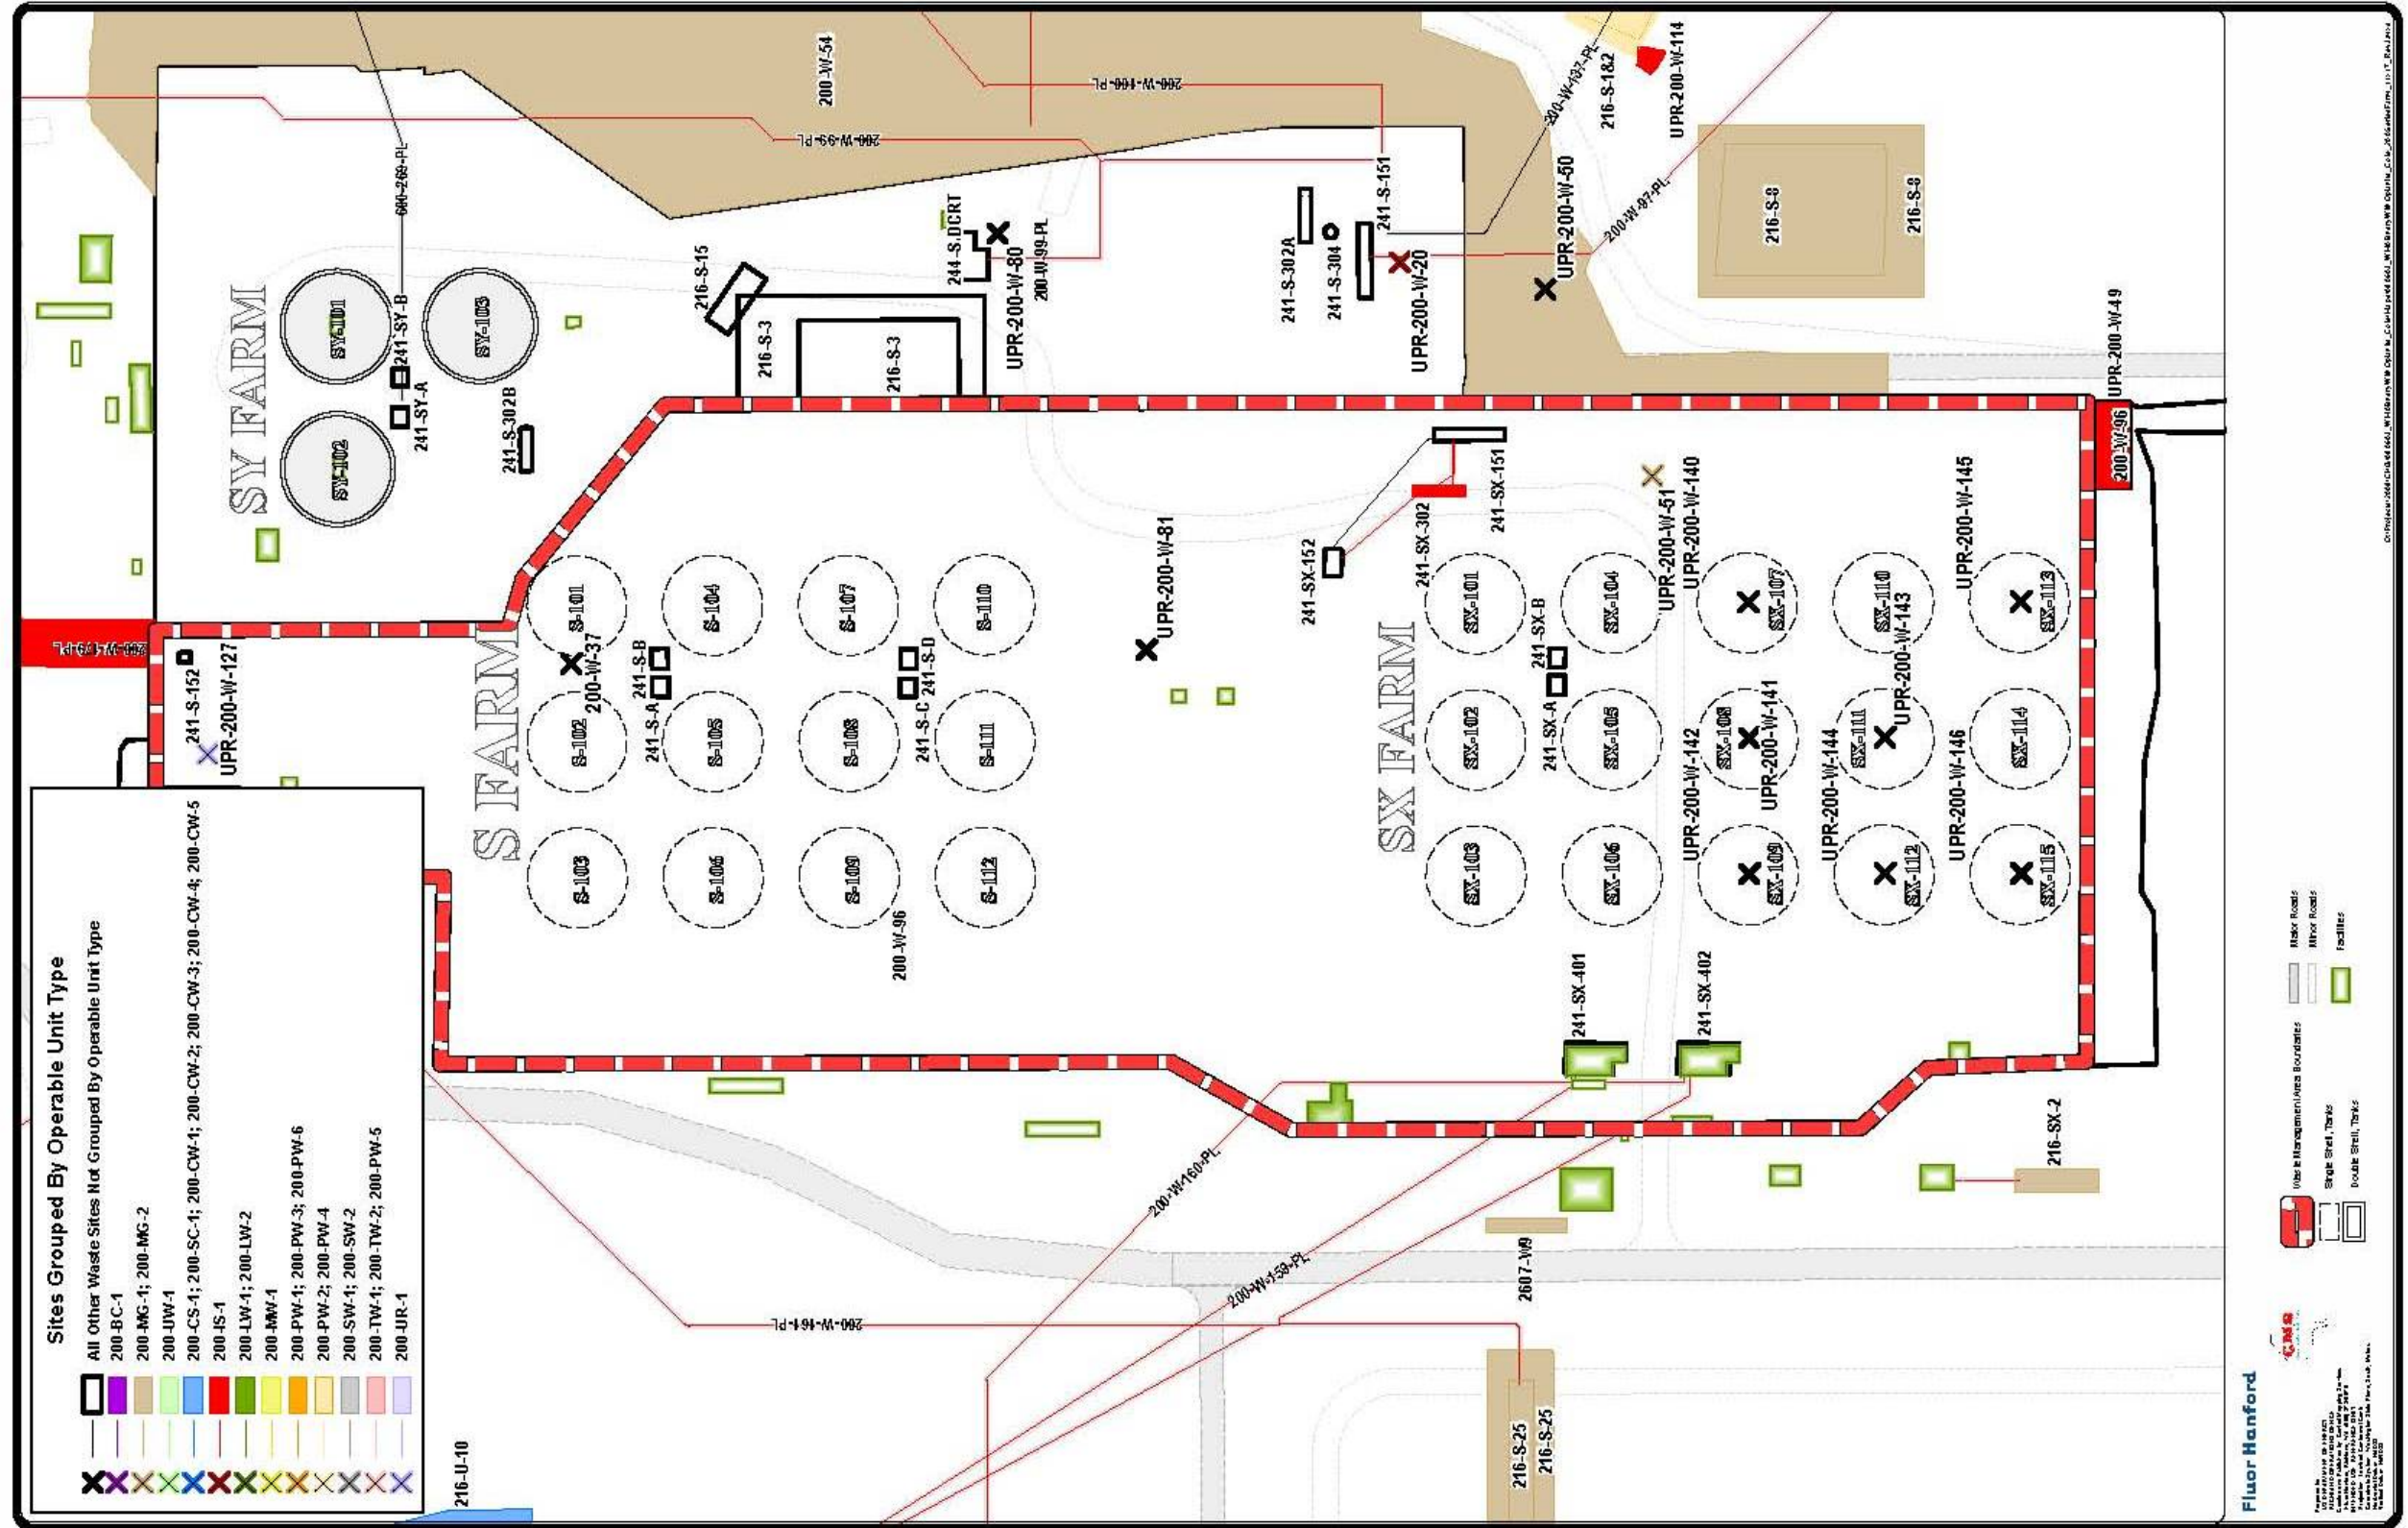 Sites Grouped By Operable Unit Type
All Other Waste Sites Not Grouped By Operable Unit Type
200-BC-1
200-MG-1; 200-MG-2
200-UW-1
200-CS-1; 200-SC-1; 200-CW-1; 200-CW-2; 200-CW-3; 200-CW-4; 200-CW-5
200-IS-1
200-LW-1; 200-LW-2
200-MW-1
200-PW-1; 200-PW-3; 200-PW-6
200-PW-2; 200-PW-4
200-SW-1; 200-SW-2
200-TW-1; 200-TW-2; 200-PW-5
200-UR-1
216-U-10
200-W-179-PL
241-S-152
UPR-200-W-127
SY FARM
SY-101
SY-102
SY-103
241-SY-B
241-SY-A
241-S-302B
600-269-PL
200-W-54
200-W-99-PL
200-W-100-PL
216-S-15
216-S-3
216-S-3
244-S DCRT
UPR-200-W-80
200-W-99-PL
241-S-302A
241-S-304
241-S-151
UPR-200-W-20
UPR-200-W-50
200-W-137-PL
216-S-1&2
UPR-200-W-114
200-W-97-PL
216-S-8
216-S-8
UPR-200-W-49
200-W-96
S FARM
S-101
S-104
S-107
S-110
200-W-37
241-S-B
241-S-A
241-S-D
241-S-C
S-102
S-105
S-108
S-111
S-103
S-106
S-109
S-112
200-W-96
UPR-200-W-81
241-SX-152
241-SX-302
241-SX-151
SX FARM
SX-101
SX-104
SX-107
SX-110
SX-113
UPR-200-W-51
UPR-200-W-140
UPR-200-W-145
241-SX-B
241-SX-A
UPR-200-W-143
SX-102
SX-105
SX-108
SX-111
SX-114
UPR-200-W-141
UPR-200-W-142
UPR-200-W-144
UPR-200-W-146
SX-103
SX-106
SX-109
SX-112
SX-115
241-SX-401
241-SX-402
216-SX-2
200-W-160-PL
200-W-159-PL
200-W-161-PL
2607-W9
216-S-25
216-S-25
Fluor Hanford
Waste Management Area Boundaries
Single Shell, Tanks
Double Shell, Tanks
Major Roads
Minor Roads
Facilities